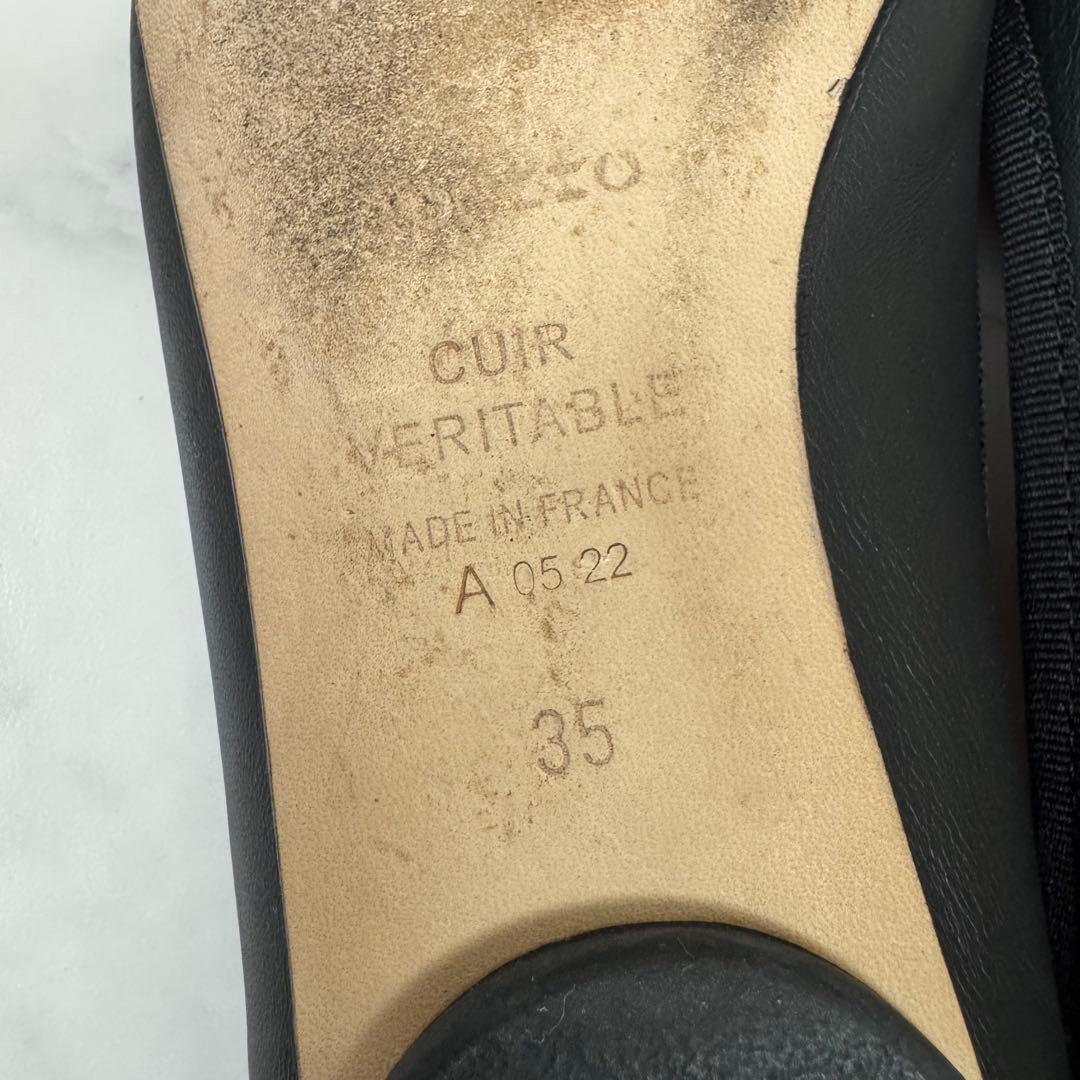 CUIR
VERITABLE
MADE IN FRANCE
A 05 22
35